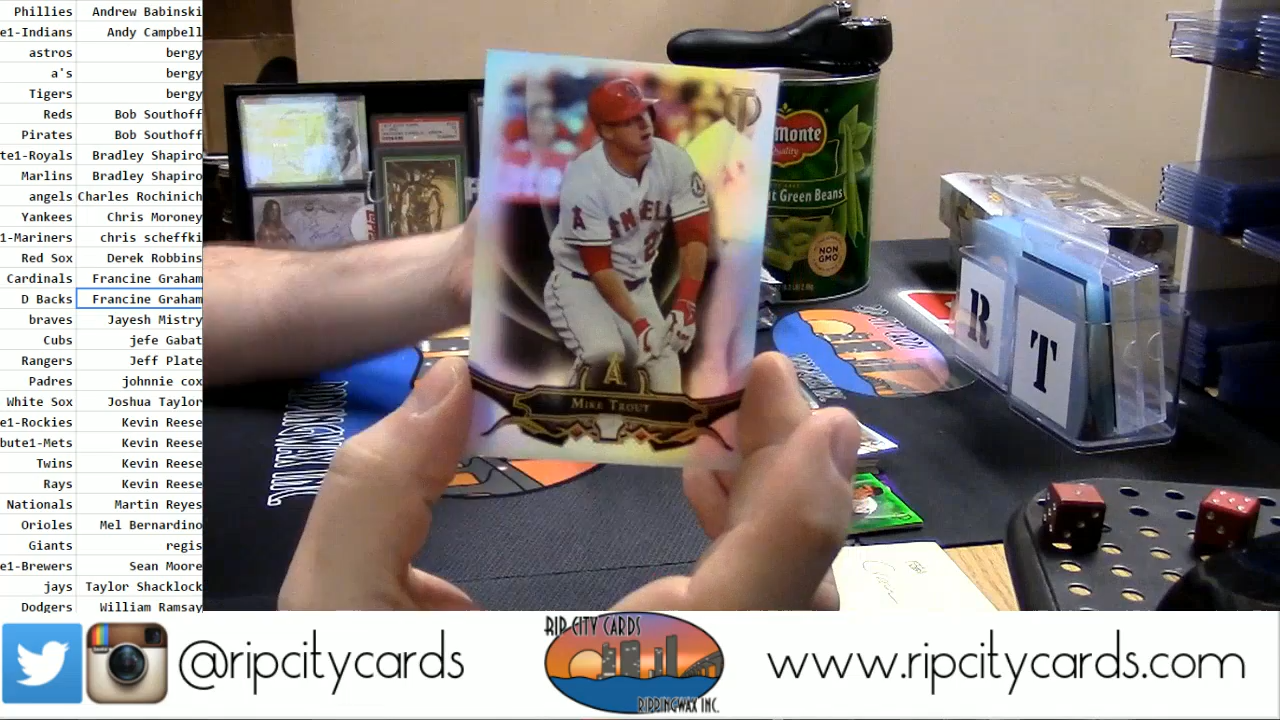 Phillies Andrew Babinski
e1-Indians Andy Campbell
astros bergy
a's bergy
Tigers bergy
Reds Bob Southoff
Pirates Bob Southoff
te1-Royals Bradley Shapiro
Marlins Bradley Shapiro
angels Charles Rochinich
Yankees Chris Moroney
1-Mariners chris scheffki
Red Sox Derek Robbins
Cardinals Francine Graham
D Backs Francine Graham
braves Jayesh Mistry
Cubs jefe Gabat
Rangers Jeff Plate
Padres johnnie cox
White Sox Jshua Taylor
e1-Rockies Kevin Reese
bute1-Mets Kevin Reese
Twins Kevin Reese
Rays Kevin Reese
Nationals Martin Reyes
Orioles Mel Bernardino
Giants regis
e1-Brewers Sean Moore
jays Taylor Shacklock
Dodgers William Ramsay
Monte
Quality
t Green Beans
NON
GMO
ANGELS
2
A
MIKE TROUT
R
T
@ripcitycards
RIP CITY CARDS
RIPPINGWAX INC.
www.ripcitycards.com